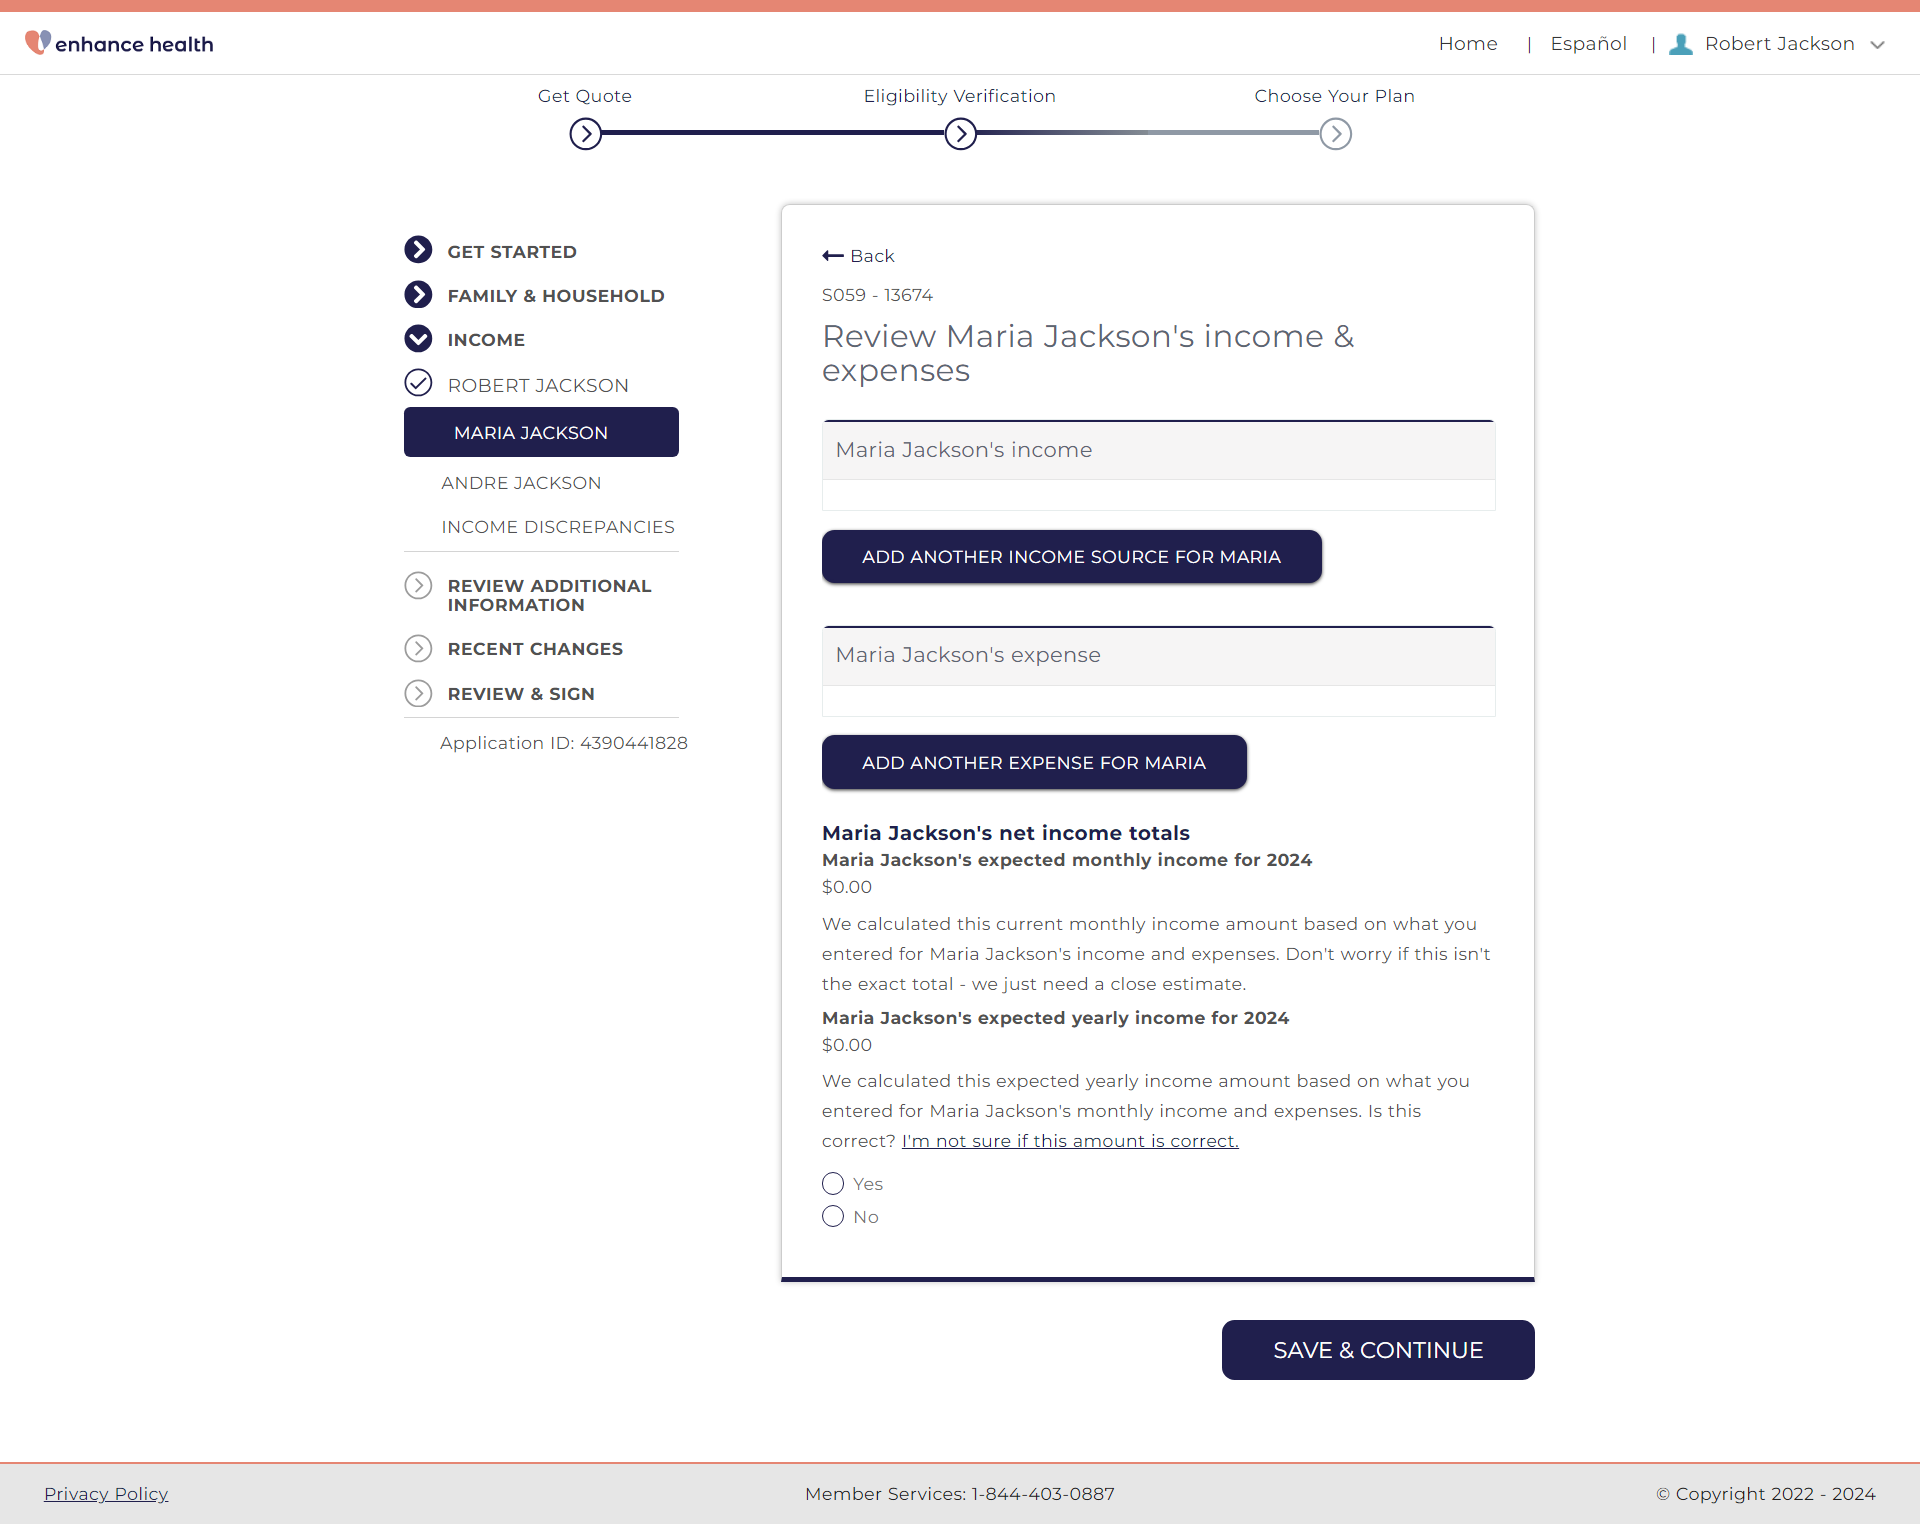 enhance health
Home | Español | Robert Jackson
Get Quote
Eligibility Verification
Choose Your Plan
GET STARTED
FAMILY & HOUSEHOLD
INCOME
ROBERT JACKSON
MARIA JACKSON
ANDRE JACKSON
INCOME DISCREPANCIES
REVIEW ADDITIONAL
INFORMATION
RECENT CHANGES
REVIEW & SIGN
Application ID: 4390441828
Back
S059 - 13674
Review Maria Jackson's income &
expenses
Maria Jackson's income
ADD ANOTHER INCOME SOURCE FOR MARIA
Maria Jackson's expense
ADD ANOTHER EXPENSE FOR MARIA
Maria Jackson's net income totals
Maria Jackson's expected monthly income for 2024
$0.00
We calculated this current monthly income amount based on what you
entered for Maria Jackson's income and expenses. Don't worry if this isn't
the exact total - we just need a close estimate.
Maria Jackson's expected yearly income for 2024
$0.00
We calculated this expected yearly income amount based on what you
entered for Maria Jackson's monthly income and expenses. Is this
correct? I'm not sure if this amount is correct.
Yes
No
SAVE & CONTINUE
Privacy Policy
Member Services: 1-844-403-0887
© Copyright 2022 - 2024